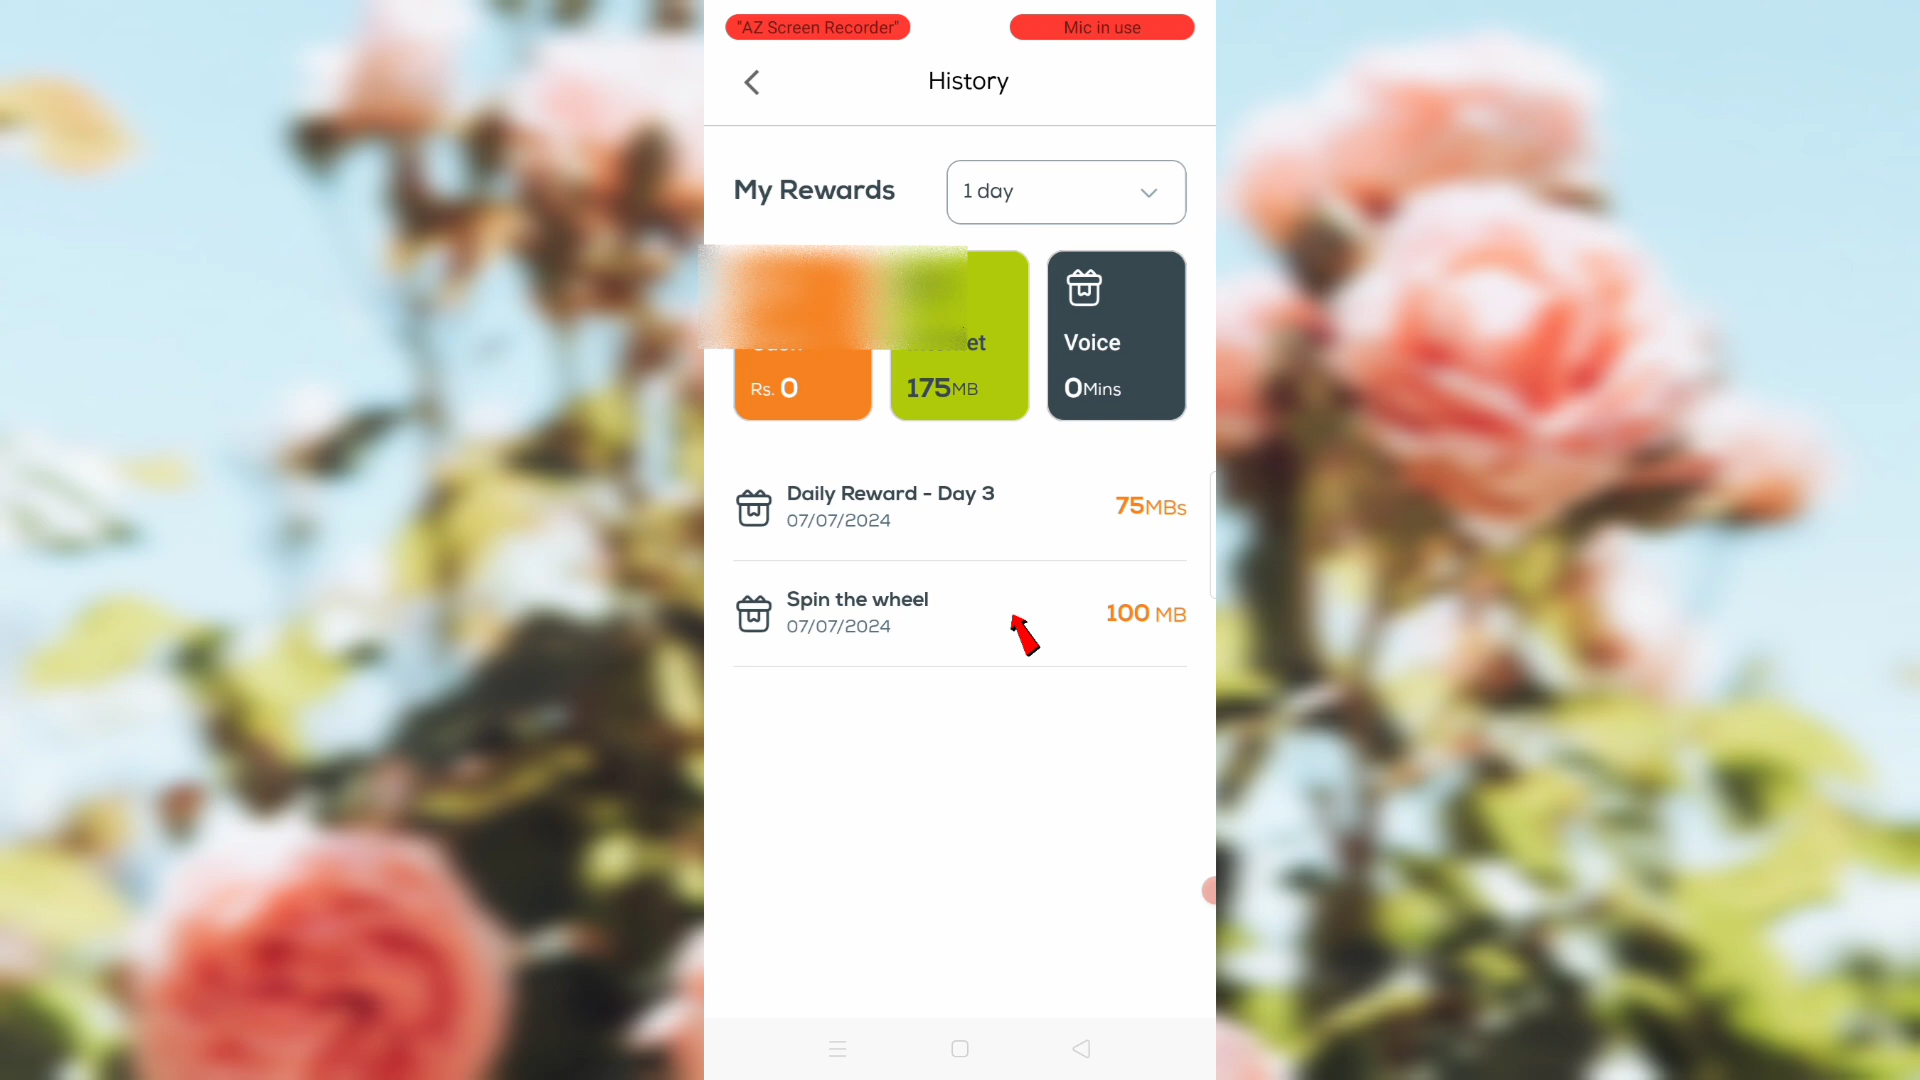 "AZ Screen Recorder"
Mic in use
History
My Rewards
1 day
Voice
Rs. 0
175MB
0Mins
Daily Reward - Day 3
07/07/2024
75MBs
Spin the wheel
07/07/2024
100 MB